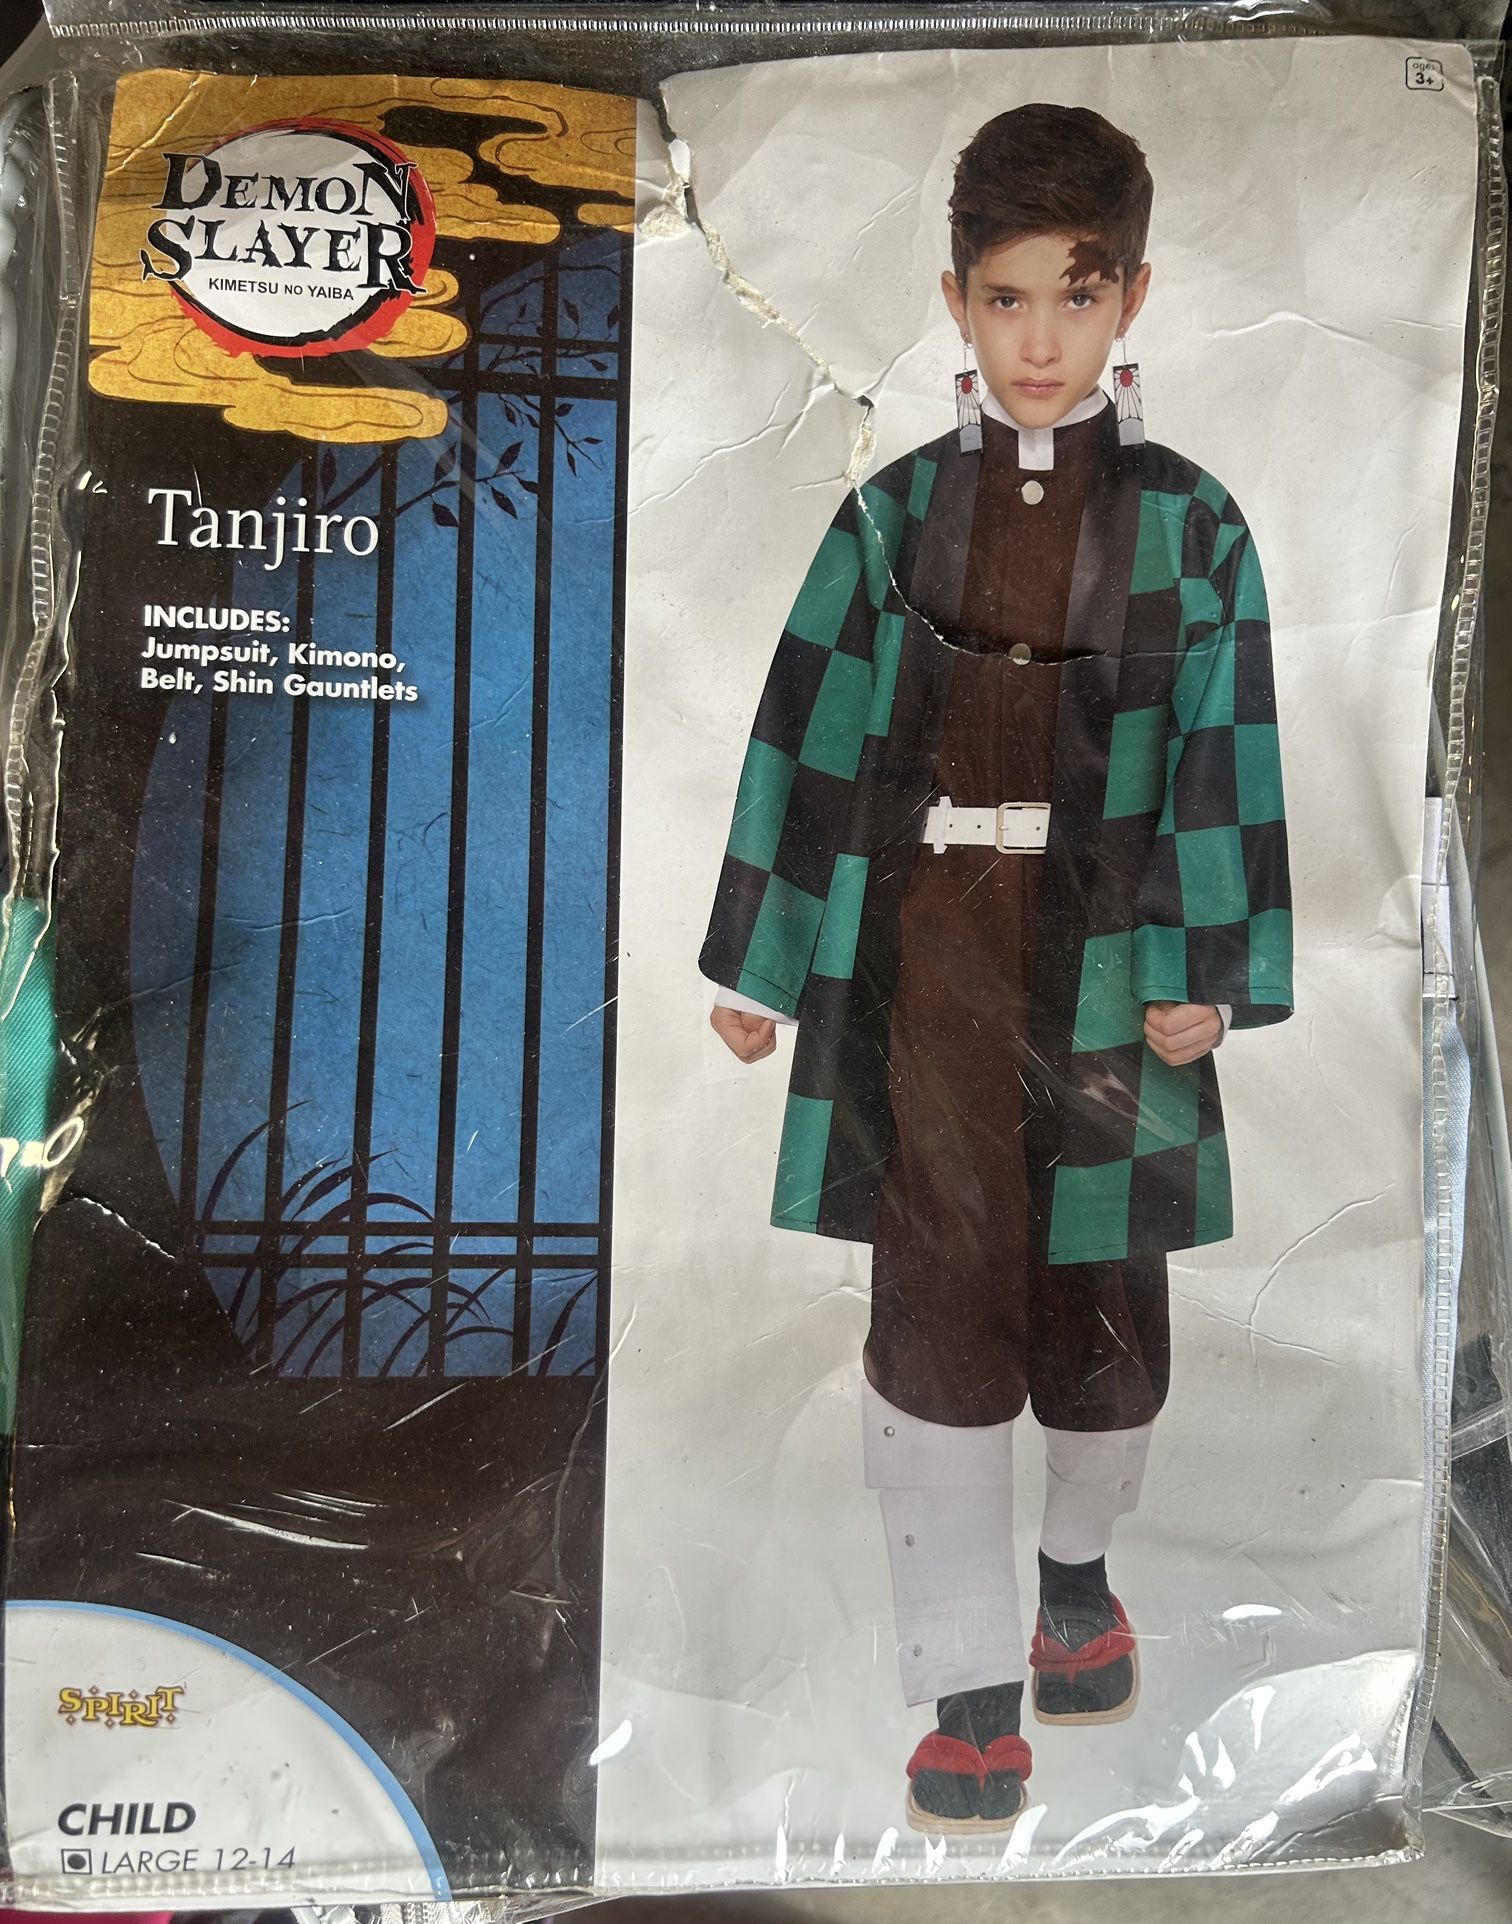 ages
3+
DEMON
SLAYER
KIMETSU NO YAIBA
Tanjiro
INCLUDES:
Jumpsuit, Kimono,
Belt, Shin Gauntlets
SPIRIT
CHILD
LARGE 12-14